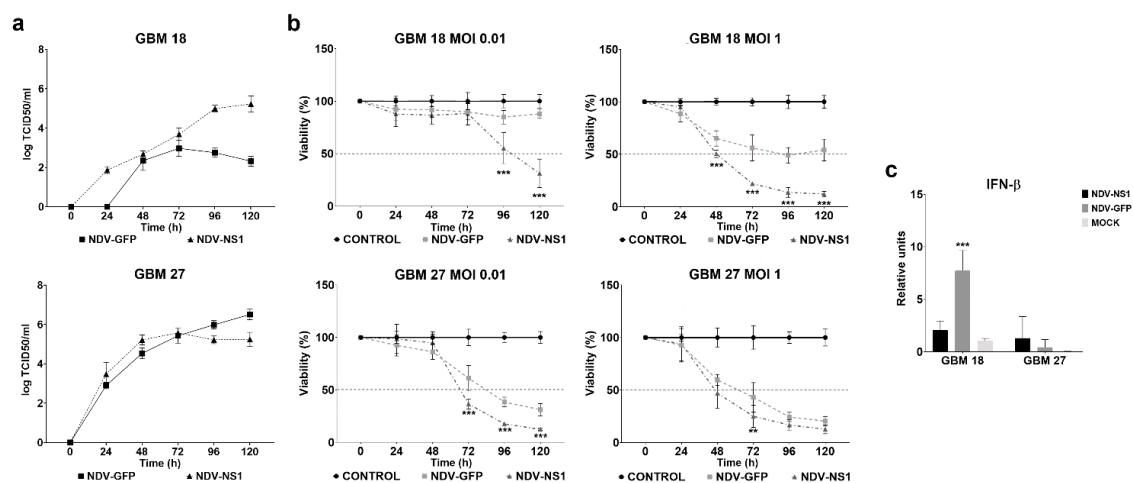 a
GBM 18
log TCID50/ml
8
6
4
2
0
0 24 48 72 96 120
Time (h)
NDV-GFP NDV-NS1
GBM 27
log TCID50/ml
8
6
4
2
0
0 24 48 72 96 120
Time (h)
NDV-GFP NDV-NS1
b
GBM 18 MOI 0.01
Viability (%)
150
100
50
0
*** ***
0 24 48 72 96 120
Time (h)
CONTROL NDV-GFP NDV-NS1
GBM 18 MOI 1
Viability (%)
150
100
50
0
*** *** *** ***
0 24 48 72 96 120
Time (h)
CONTROL NDV-GFP NDV-NS1
GBM 27 MOI 0.01
Viability (%)
150
100
50
0
*** *** ***
0 24 48 72 96 120
Time (h)
CONTROL NDV-GFP NDV-NS1
GBM 27 MOI 1
Viability (%)
150
100
50
0
**
0 24 48 72 96 120
Time (h)
CONTROL NDV-GFP NDV-NS1
c
IFN-β
Relative units
15
10
5
0
***
GBM 18 GBM 27
NDV-NS1
NDV-GFP
MOCK